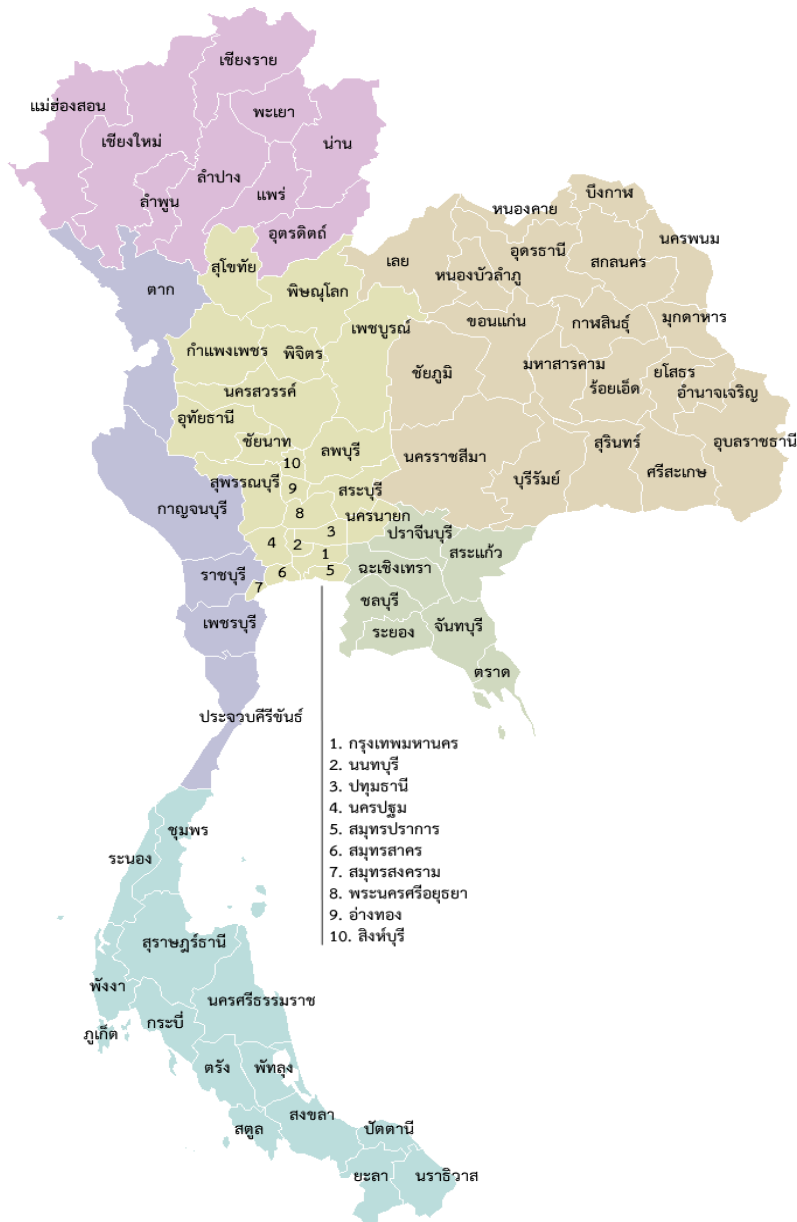 เชียงราย
แม่ฮ่องสอน
พะเยา
เชียงใหม่
น่าน
ลำปาง
แพร่
ลำพูน
อุตรดิตถ์
บึงกาฬ
หนองคาย
นครพนม
อุดรธานี
เลย
สกลนคร
สุโขทัย
หนองบัวลำภู
ตาก
พิษณุโลก
มุกดาหาร
ขอนแก่น
กาฬสินธุ์
เพชบูรณ์
กำแพงเพชร
พิจิตร
มหาสารคาม
ชัยภูมิ
ยโสธร
ร้อยเอ็ด
อำนาจเจริญ
นครสวรรค์
อุทัยธานี
ชัยนาท
อุบลราชธานี
สุรินทร์
ลพบุรี
นครราชสีมา
10
ศรีสะเกษ
บุรีรัมย์
สุพรรณบุรี
9
สระบุรี
กาญจนบุรี
8
นครนายก
3
ปราจีนบุรี
4
2
1
สระแก้ว
5
6
ฉะเชิงเทรา
ราชบุรี
7
ชลบุรี
เพชรบุรี
ระยอง
จันทบุรี
ตราด
ประจวบคีรีขันธ์
1. กรุงเทพมหานคร
2. นนทบุรี
3. ปทุมธานี
4. นครปฐม
5. สมุทรปราการ
6. สมุทรสาคร
7. สมุทรสงคราม
8. พระนครศรีอยุธยา
9. อ่างทอง
10. สิงห์บุรี
ชุมพร
ระนอง
สุราษฎร์ธานี
พังงา
นครศรีธรรมราช
กระบี่
ภูเก็ต
ตรัง
พัทลุง
สงขลา
สตูล
ปัตตานี
ยะลา
นราธิวาส